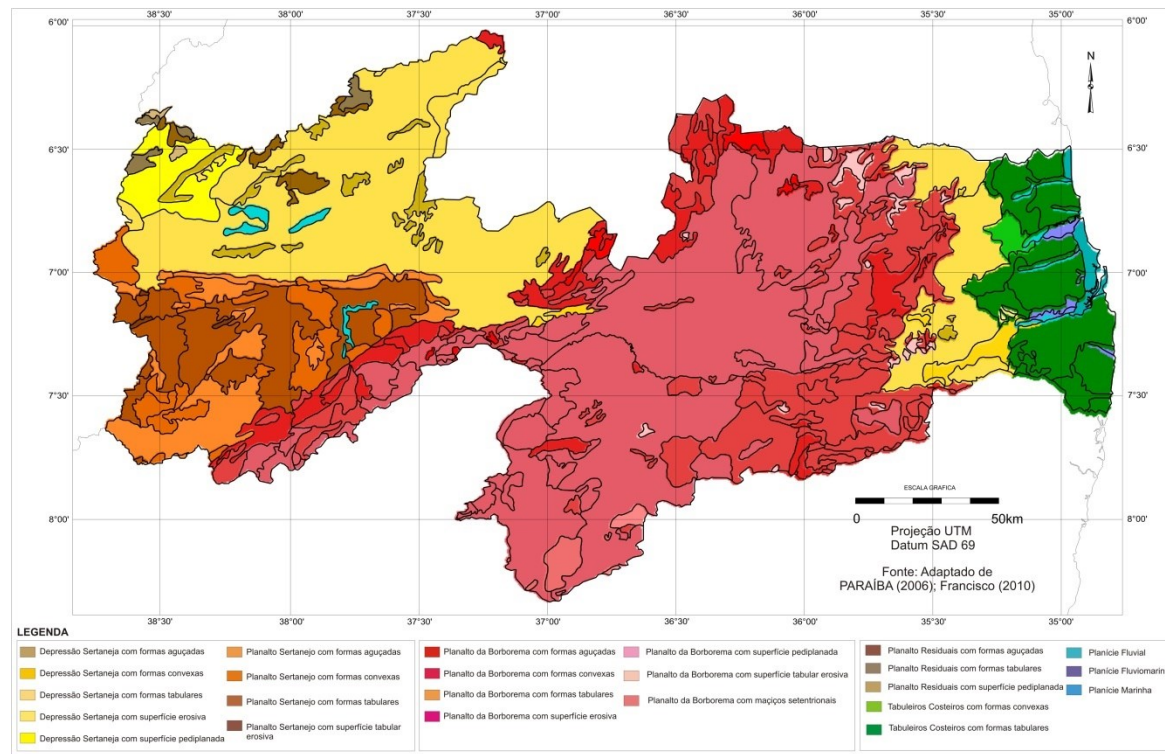 38°30'
38°00'
37°30'
37°00'
36°30'
36°00'
35°30'
35°00'
6°00'
6°00'
N
6°30'
6°30'
7°00'
7°00'
7°30'
7°30'
ESCALA GRAFICA
0 50km
8°00'
8°00'
Projeção UTM
Datum SAD 69
Fonte: Adaptado de
PARAÍBA (2006); Francisco (2010)
38°30'
38°00'
37°30'
37°00'
36°30'
36°00'
35°30'
35°00'
LEGENDA
Depressão Sertaneja com formas aguçadas
Depressão Sertaneja com formas convexas
Depressão Sertaneja com formas tabulares
Depressão Sertaneja com superfície erosiva
Depressão Sertaneja com superfície pediplanada
Planalto Sertanejo com formas aguçadas
Planalto Sertanejo com formas convexas
Planalto Sertanejo com formas tabulares
Planalto Sertanejo com superfície tabular
erosiva
Planalto da Borborema com formas aguçadas
Planalto da Borborema com formas convexas
Planalto da Borborema com formas tabulares
Planalto da Borborema com superfície erosiva
Planalto da Borborema com superfície pediplanada
Planalto da Borborema com superfície tabular erosiva
Planalto da Borborema com maciços setentrionais
Planalto Residuais com formas aguçadas
Planalto Residuais com formas tabulares
Planalto Residuais com superfície pediplanada
Tabuleiros Costeiros com formas convexas
Tabuleiros Costeiros com formas tabulares
Planície Fluvial
Planície Fluviomarin
Planície Marinha